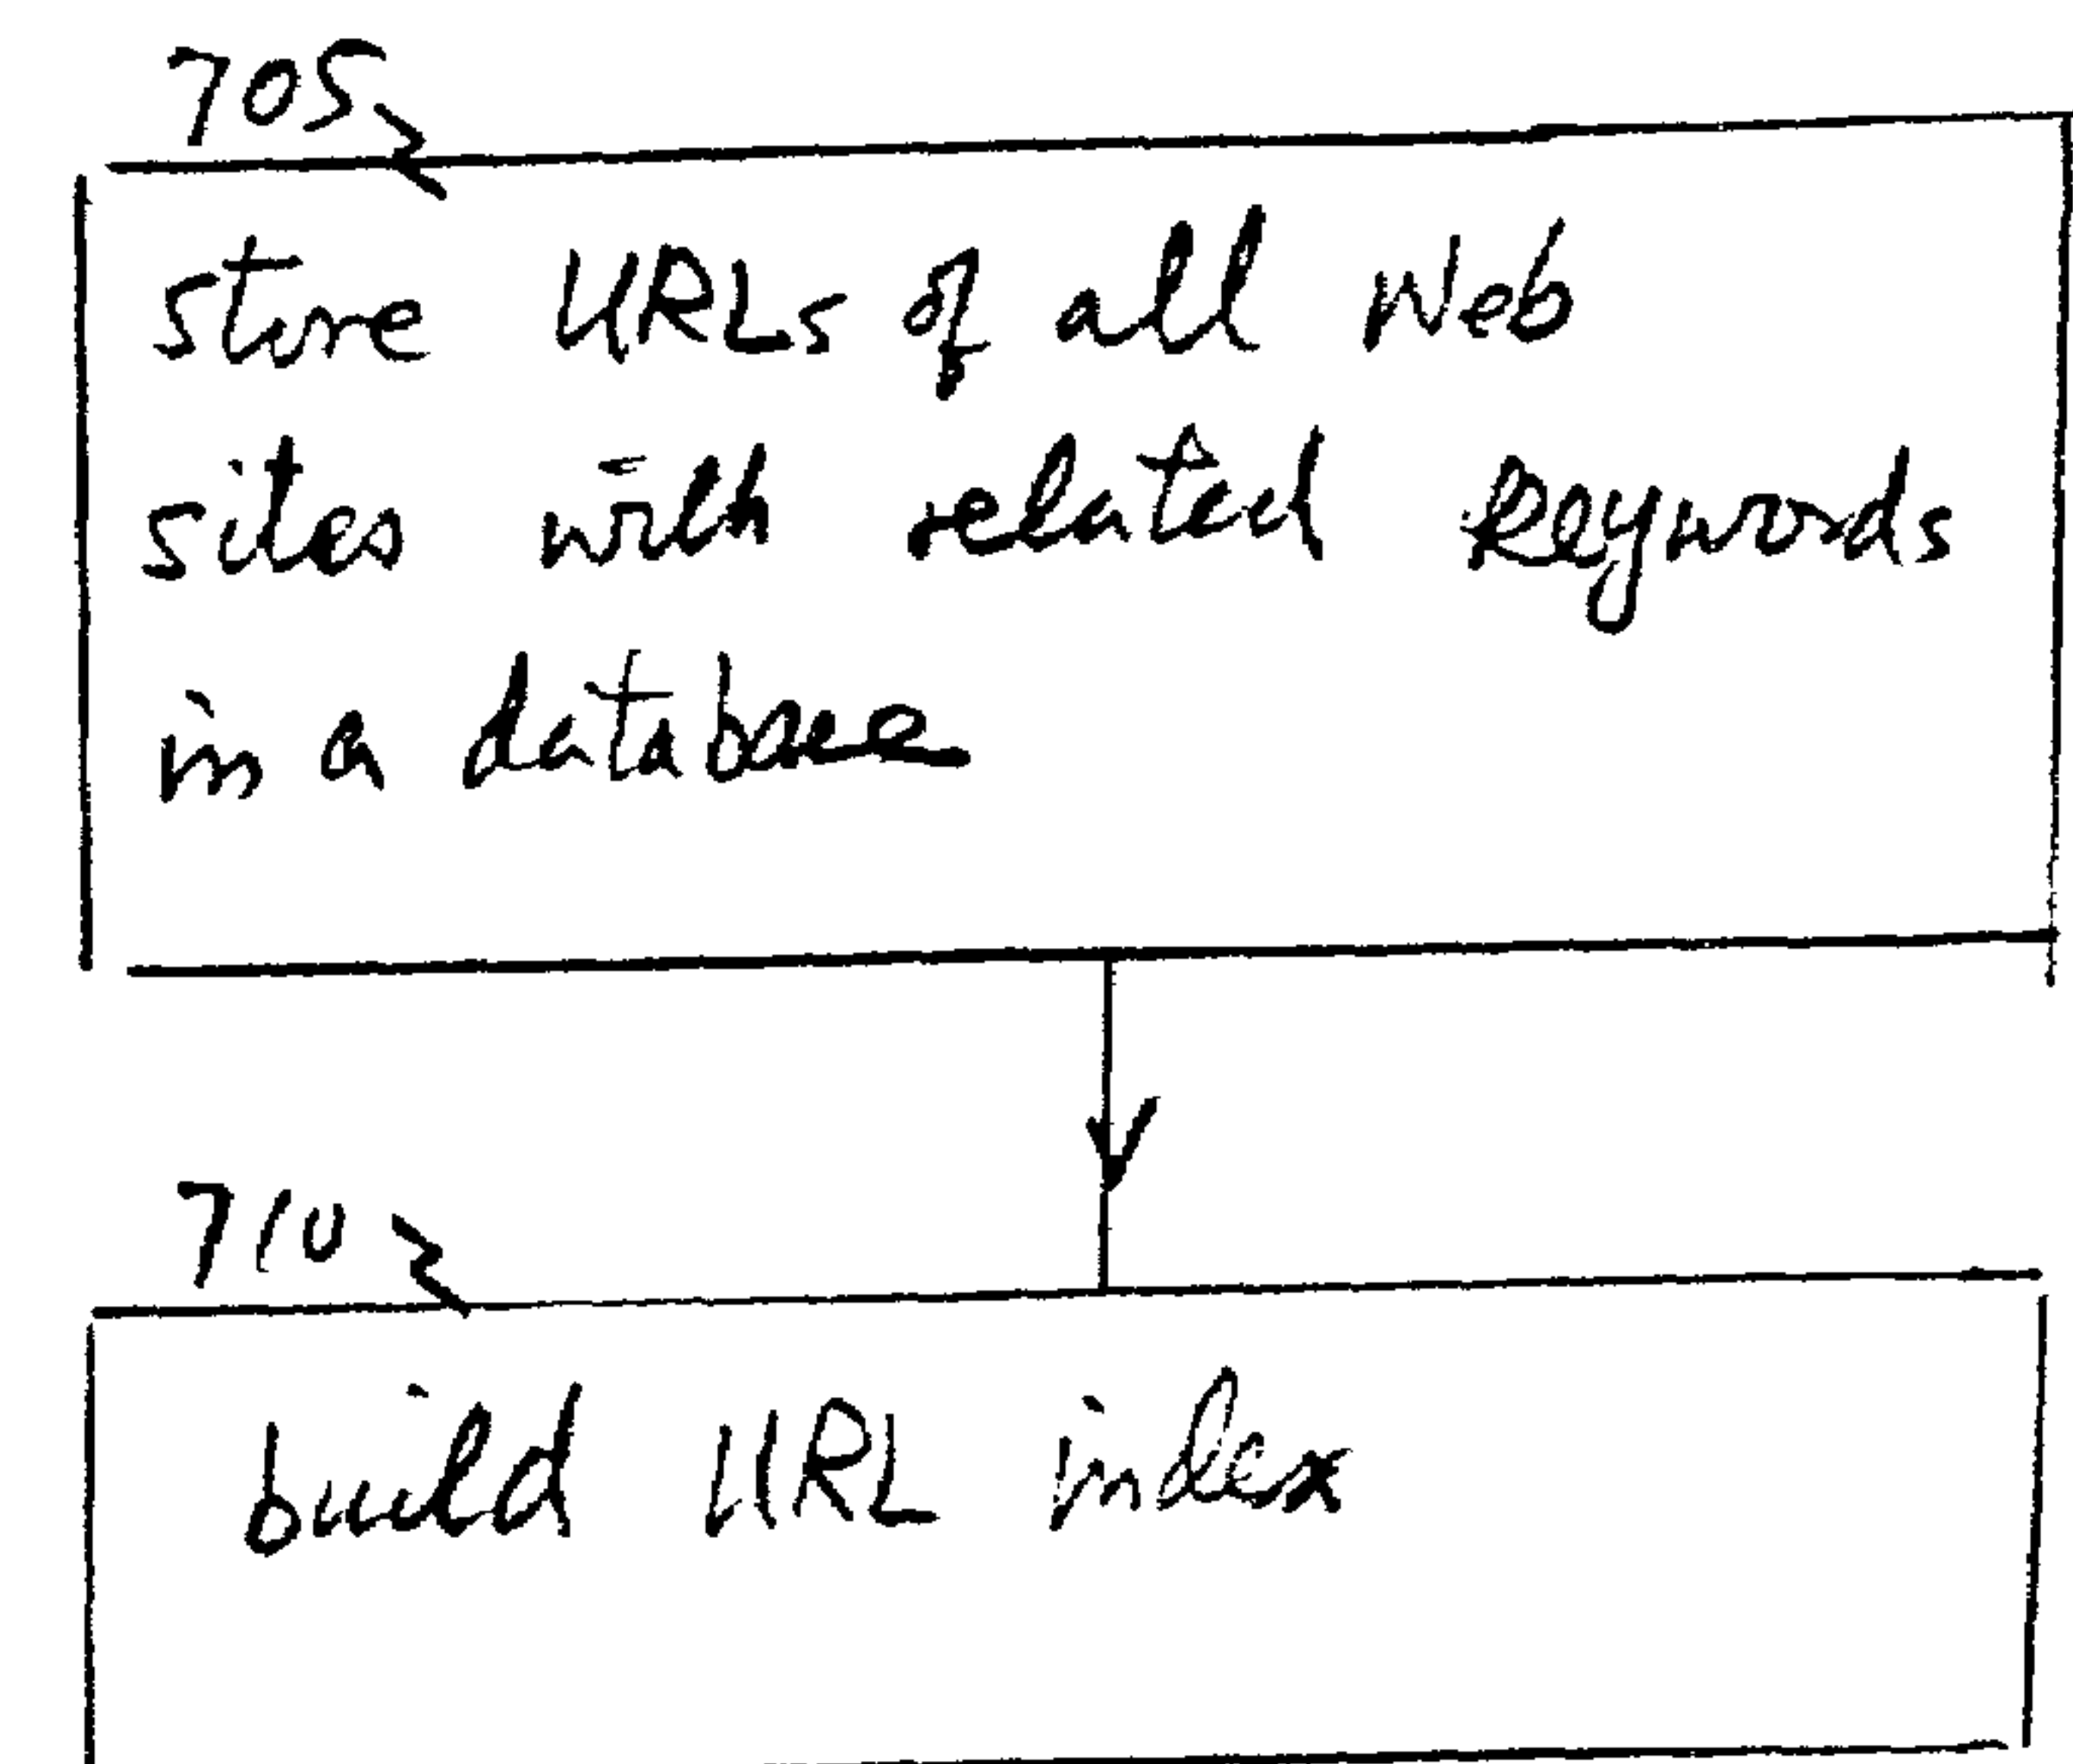 705
store URLs of all Web
sites with related keywords
in a database
710
build URL index